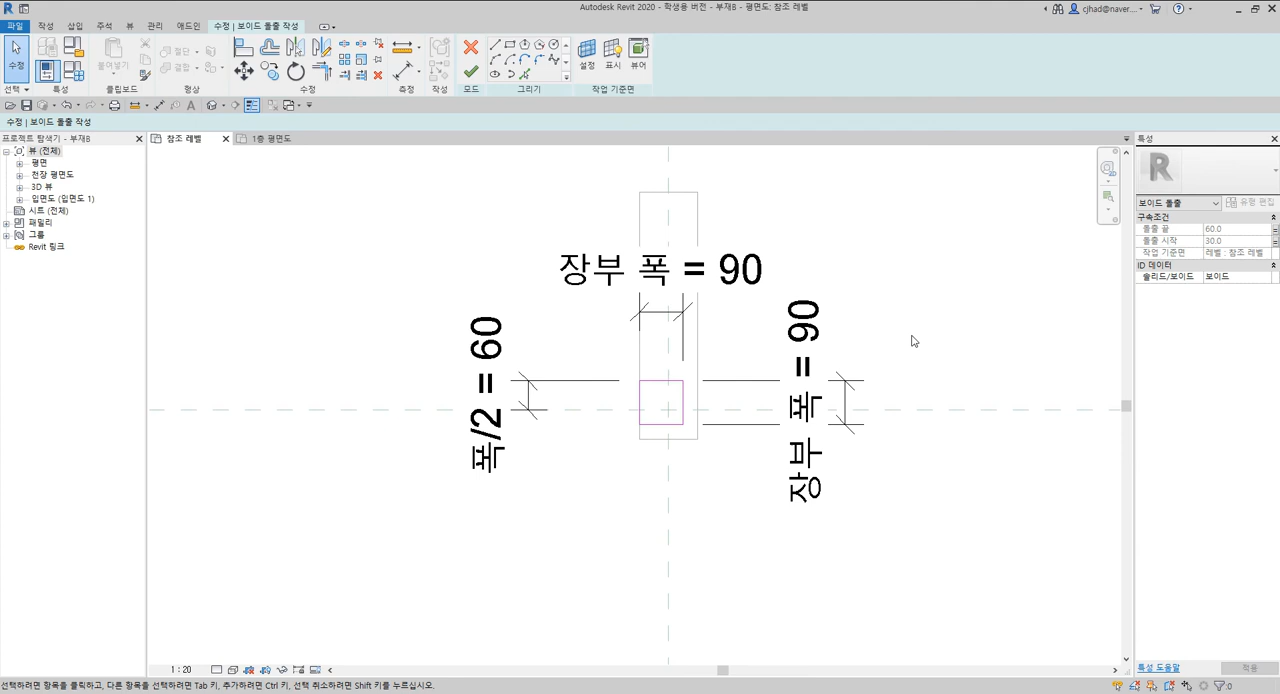 Autodesk Revit 2020 - 학생용 버전 - 부재B - 평면도: 참조 레벨
cjhad@naver....
파일 작성 삽입 주석 뷰 관리 애드인 수정 | 보이드 돌출 작성
수정
붙여넣기
절단
결합
설정 표시 뷰어
선택 특성 클립보드 형상 수정 측정 작성 모드 그리기 작업 기준면
수정 | 보이드 돌출 작성
프로젝트 탐색기 - 부재B
참조 레벨
1층 평면도
특성
뷰 (전체)
평면
천장 평면도
3D 뷰
입면도 (입면도 1)
시트 (전체)
패밀리
그룹
Revit 링크
장부 폭 = 90
폭/2 = 60
장부 폭 = 90
보이드 돌출
유형 편집
구속조건
돌출 끝 60.0
돌출 시작 30.0
작업 기준면 레벨 : 참조 레벨
ID 데이터
솔리드/보이드 보이드
1 : 20
특성 도움말
적용
선택하려면 항목을 클릭하고, 다른 항목을 선택하려면 Tab 키, 추가하려면 Ctrl 키, 선택 취소하려면 Shift 키를 누르십시오.
:0